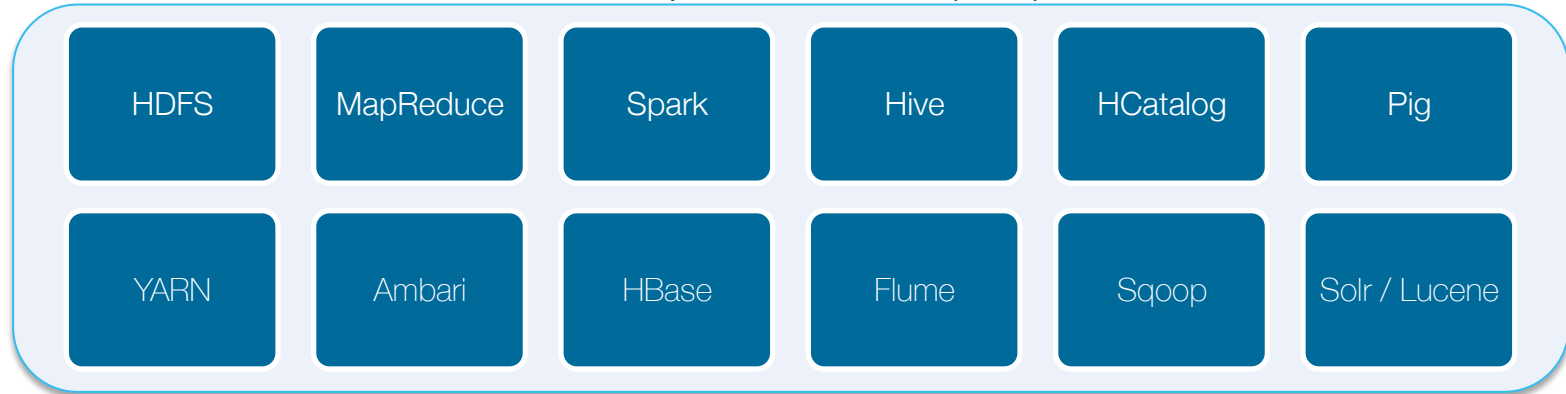 HDFS
MapReduce
Spark
Hive
HCatalog
Pig
YARN
Ambari
HBase
Flume
Sqoop
Solr / Lucene